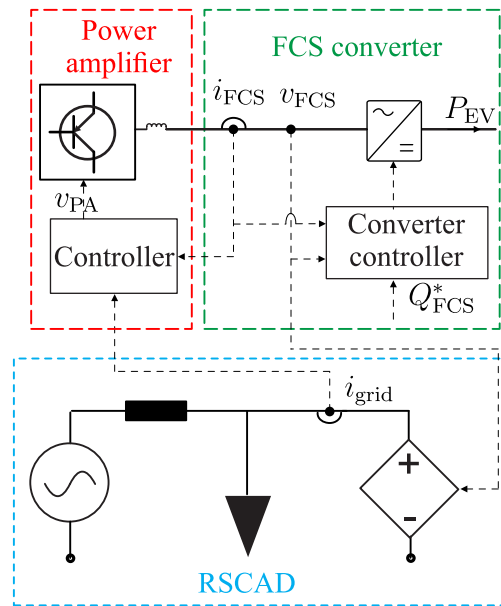 Power
amplifier
FCS converter
i_FCS
v_FCS
P_EV
~
=
v_PA
Controller
Converter
controller
Q*_FCS
i_grid
+
-
RSCAD